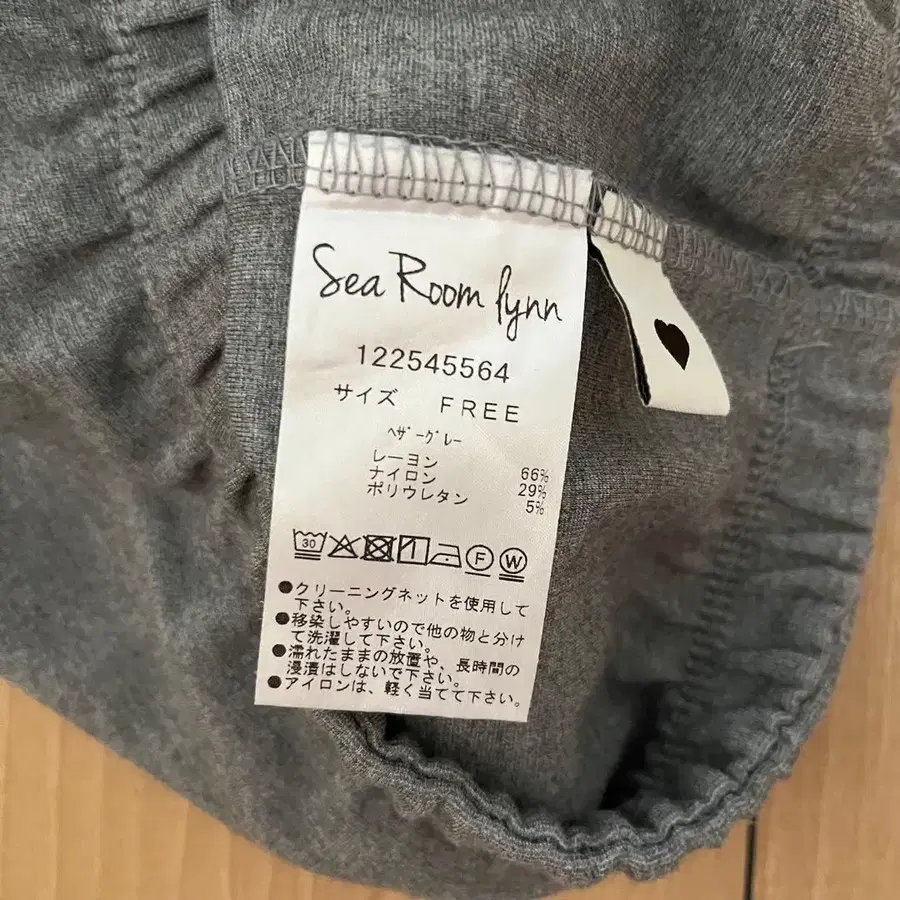 Sea Room lynn
122545564
サイズ FREE
ﾍｻﾞｰｸﾞﾚｰ
レーヨン 66%
ナイロン 29%
ポリウレタン 5%
30 F W
●クリーニングネットを使用して
下さい。
●移染しやすいので他の物と分け
て洗濯して下さい。
●濡れたままの放置や、長時間の
浸漬はしないで下さい。
●アイロンは、軽く当てて下さい。